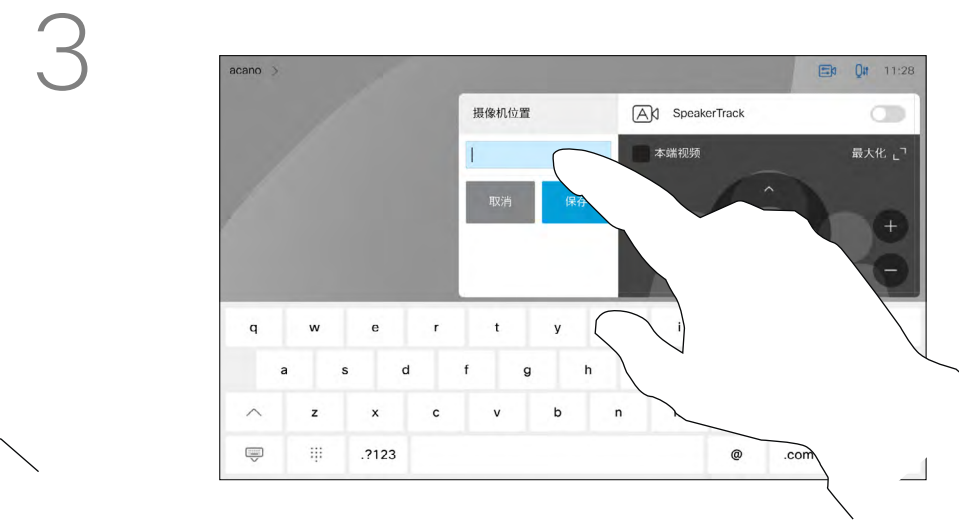 3
acano >
11:28
摄像机位置
SpeakerTrack
本端视频
最大化
取消
保存
q w e r t y i
a s d f g h
z x c v b n
.?123 @ .com